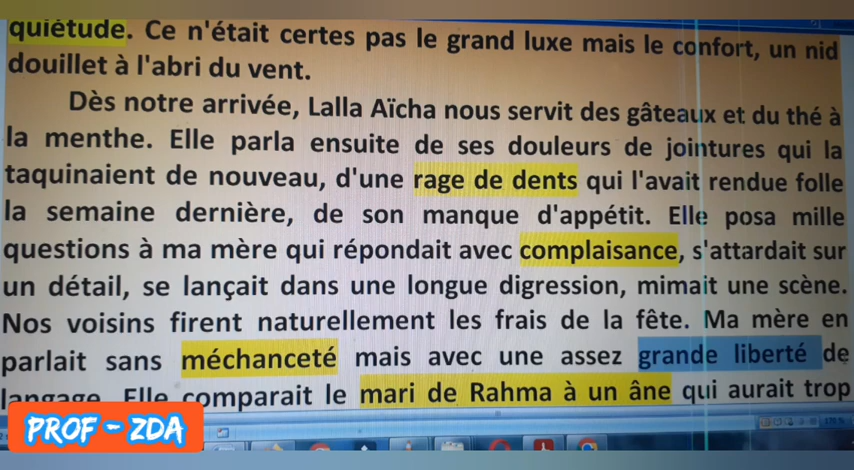 quiétude. Ce n'était certes pas le grand luxe mais le confort, un nid
douillet à l'abri du vent.
Dès notre arrivée, Lalla Aïcha nous servit des gâteaux et du thé à
la menthe. Elle parla ensuite de ses douleurs de jointures qui la
taquinaient de nouveau, d'une rage de dents qui l'avait rendue folle
la semaine dernière, de son manque d'appétit. Elle posa mille
questions à ma mère qui répondait avec complaisance, s'attardait sur
un détail, se lançait dans une longue digression, mimait une scène.
Nos voisins firent naturellement les frais de la fête. Ma mère en
parlait sans méchanceté mais avec une assez grande liberté de
langage. Elle comparait le mari de Rahma à un âne qui aurait trop
PROF - ZDA